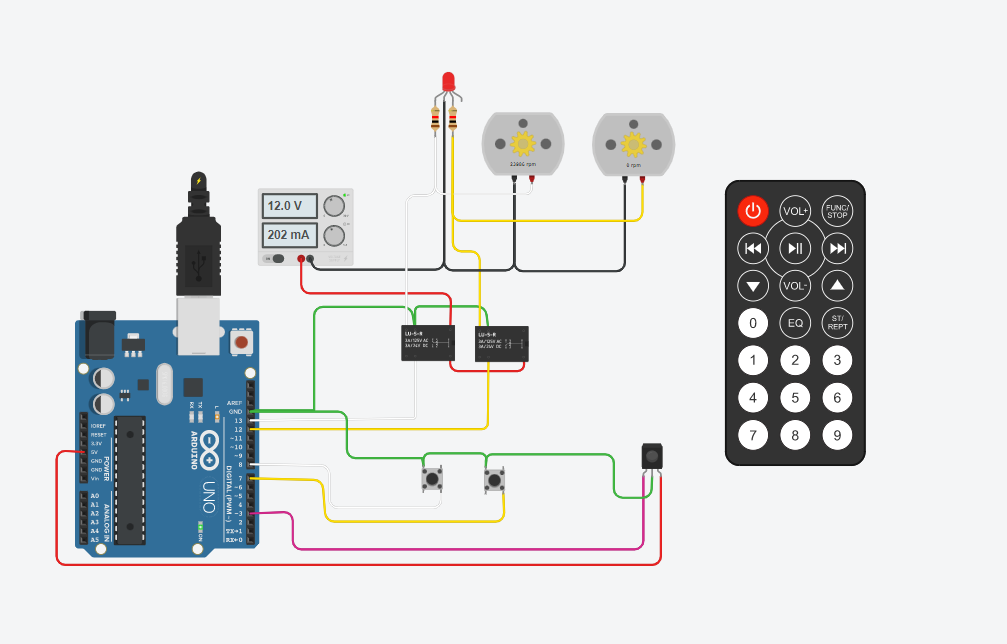 23806 rpm
0 rpm
12.0 V
202 mA
LU-5-R
3A/125V AC
3A/24V DC
LU-5-R
3A/125V AC
3A/24V DC
VOL+
FUNC/
STOP
VOL-
0
EQ
ST/
REPT
1
2
3
4
5
6
7
8
9
AREF
GND
13
12
~11
~10
~9
8
7
~6
~5
4
~3
2
TX→1
RX←0
IOREF
RESET
3.3V
5V
GND
GND
Vin
A0
A1
A2
A3
A4
A5
POWER
ANALOG IN
RX
TX
L
ARDUINO
UNO
DIGITAL (PWM ~)
ON